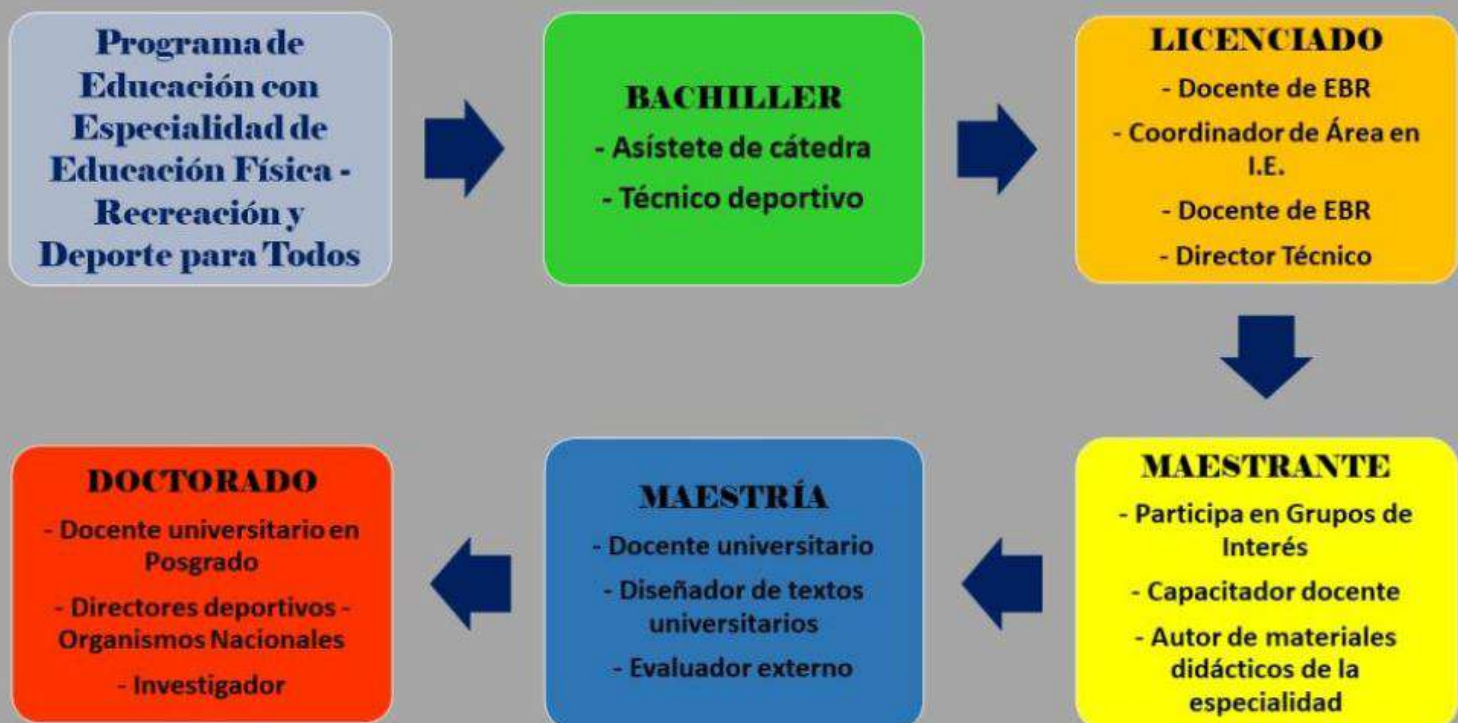 Programa de
Educación con
Especialidad de
Educación Física -
Recreación y
Deporte para Todos
BACHILLER
- Asístete de cátedra
- Técnico deportivo
LICENCIADO
- Docente de EBR
- Coordinador de Área en
I.E.
- Docente de EBR
- Director Técnico
MAESTRANTE
- Participa en Grupos de
Interés
- Capacitador docente
- Autor de materiales
didácticos de la
especialidad
MAESTRÍA
- Docente universitario
- Diseñador de textos
universitarios
- Evaluador externo
DOCTORADO
- Docente universitario en
Posgrado
- Directores deportivos -
Organismos Nacionales
- Investigador